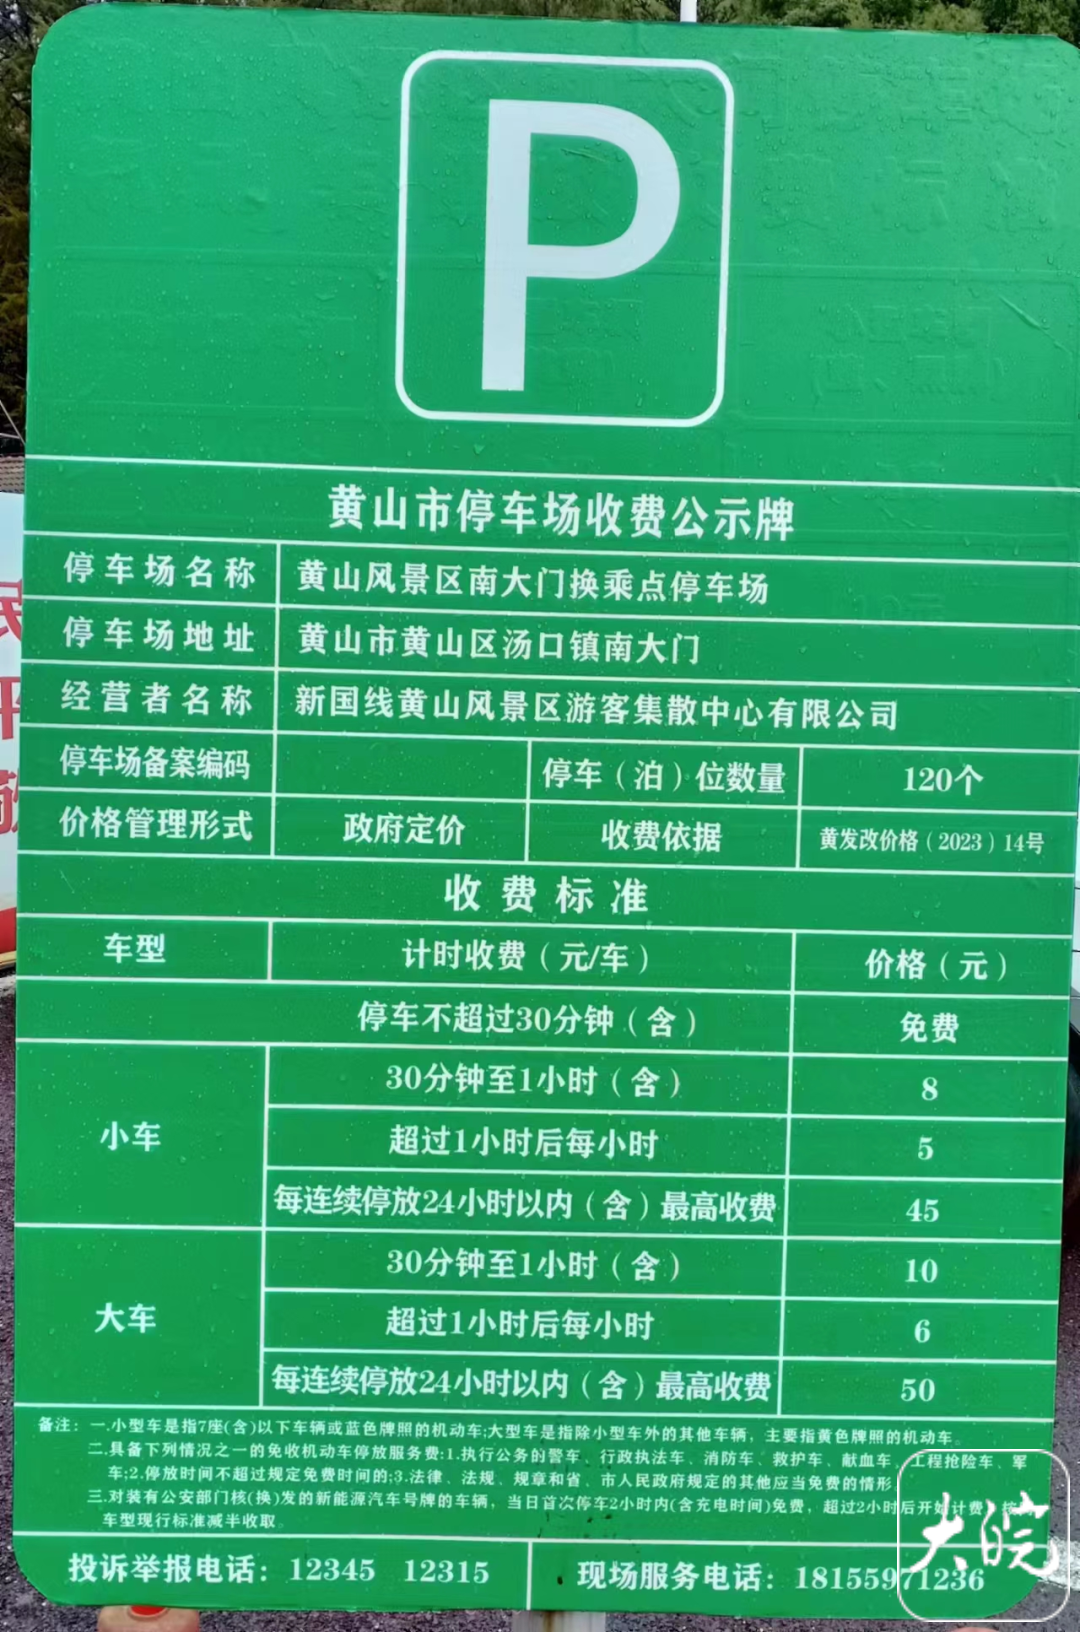 P
黄山市停车场收费公示牌
停车场名称 黄山风景区南大门换乘点停车场
停车场地址 黄山市黄山区汤口镇南大门
经营者名称 新国线黄山风景区游客集散中心有限公司
停车场备案编码 停车（泊）位数量 120个
价格管理形式 政府定价 收费依据 黄发改价格（2023）14号
收费标准
车型 计时收费（元/车） 价格（元）
停车不超过30分钟（含） 免费
小车
30分钟至1小时（含） 8
超过1小时后每小时 5
每连续停放24小时以内（含）最高收费 45
大车
30分钟至1小时（含） 10
超过1小时后每小时 6
每连续停放24小时以内（含）最高收费 50
备注：一.小型车是指7座(含)以下车辆或蓝色牌照的机动车;大型车是指除小型车外的其他车辆，主要指黄色牌照的机动车。
二.具备下列情况之一的免收机动车停放服务费:1.执行公务的警车、行政执法车、消防车、救护车、献血车、工程抢险车、军
车;2.停放时间不超过规定免费时间的;3.法律、法规、规章和省、市人民政府规定的其他应当免费的情形
三.对装有公安部门核(换)发的新能源汽车号牌的车辆，当日首次停车2小时内(含充电时间)免费，超过2小时后开始计费
车型现行标准减半收取。
投诉举报电话：12345 12315 现场服务电话：18155971236
大皖